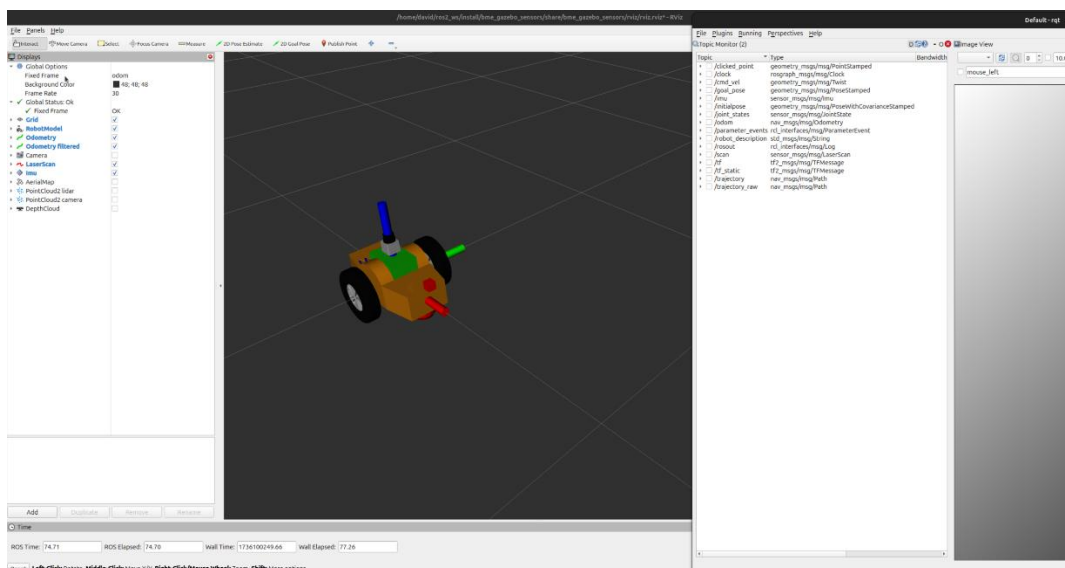 /home/david/ros2_ws/install/bme_gazebo_sensors/share/bme_gazebo_sensors/rviz/rviz.rviz* - RViz
File Panels Help
Interact Move Camera Select Focus Camera Measure 2D Pose Estimate 2D Goal Pose Publish Point
Displays
Global Options
Fixed Frame odom
Background Color 48; 48; 48
Frame Rate 30
Global Status: Ok
Fixed Frame OK
Grid
RobotModel
Odometry
Odometry filtered
Camera
LaserScan
Imu
AerialMap
PointCloud2 lidar
PointCloud2 camera
DepthCloud
Add Duplicate Remove Rename
Time
ROS Time: 74.71 ROS Elapsed: 74.70 Wall Time: 1736100249.66 Wall Elapsed: 77.26
Default - rqt
File Plugins Running Perspectives Help
Topic Monitor (2)
Topic Type Bandwidth
/clicked_point geometry_msgs/msg/PointStamped
/clock rosgraph_msgs/msg/Clock
/cmd_vel geometry_msgs/msg/Twist
/goal_pose geometry_msgs/msg/PoseStamped
/imu sensor_msgs/msg/Imu
/initialpose geometry_msgs/msg/PoseWithCovarianceStamped
/joint_states sensor_msgs/msg/JointState
/odom nav_msgs/msg/Odometry
/parameter_events rcl_interfaces/msg/ParameterEvent
/robot_description std_msgs/msg/String
/rosout rcl_interfaces/msg/Log
/scan sensor_msgs/msg/LaserScan
/tf tf2_msgs/msg/TFMessage
/tf_static tf2_msgs/msg/TFMessage
/trajectory nav_msgs/msg/Path
/trajectory_raw nav_msgs/msg/Path
Image View
0
mouse_left